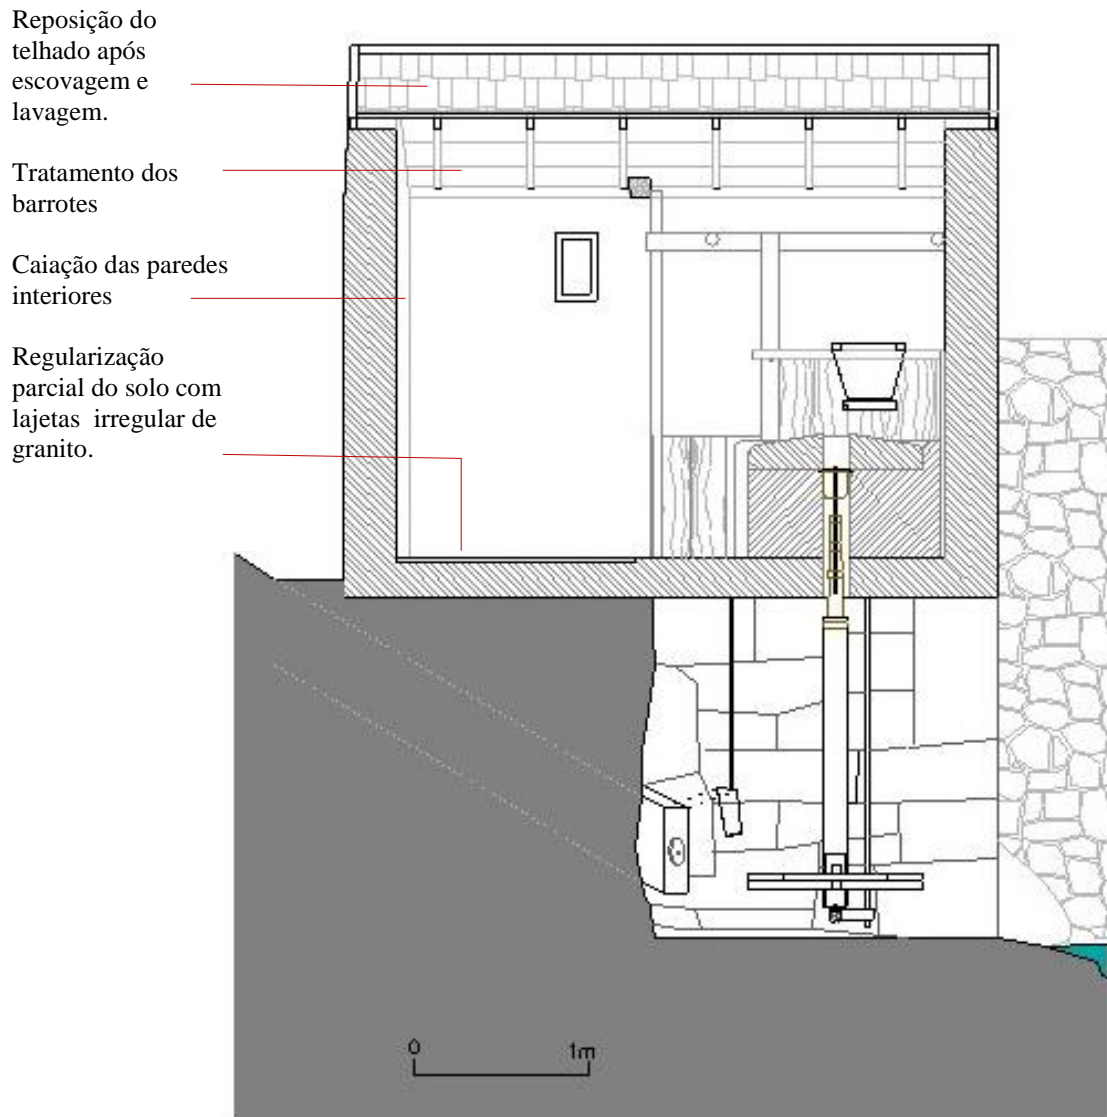 Reposição do
telhado após
escovagem e
lavagem.
Tratamento dos
barrotes
Caiação das paredes
interiores
Regularização
parcial do solo com
lajetas irregular de
granito.
0 1m